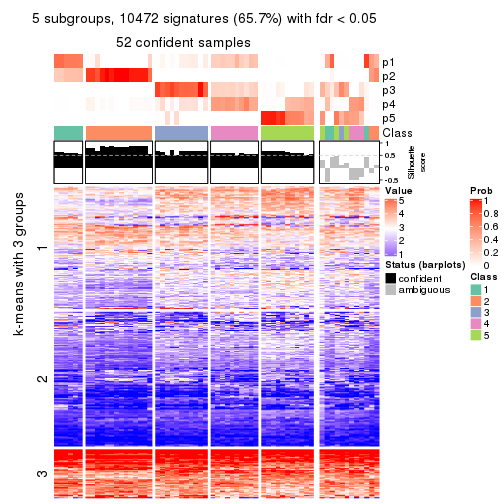 5 subgroups, 10472 signatures (65.7%) with fdr < 0.05
52 confident samples
p1
p2
p3
p4
p5
Class
1
0.5
0
-0.5
Silhouette
score
k-means with 3 groups
1
2
3
Value
5
4
3
2
1
Status (barplots)
confident
ambiguous
Prob
1
0.8
0.6
0.4
0.2
0
Class
1
2
3
4
5